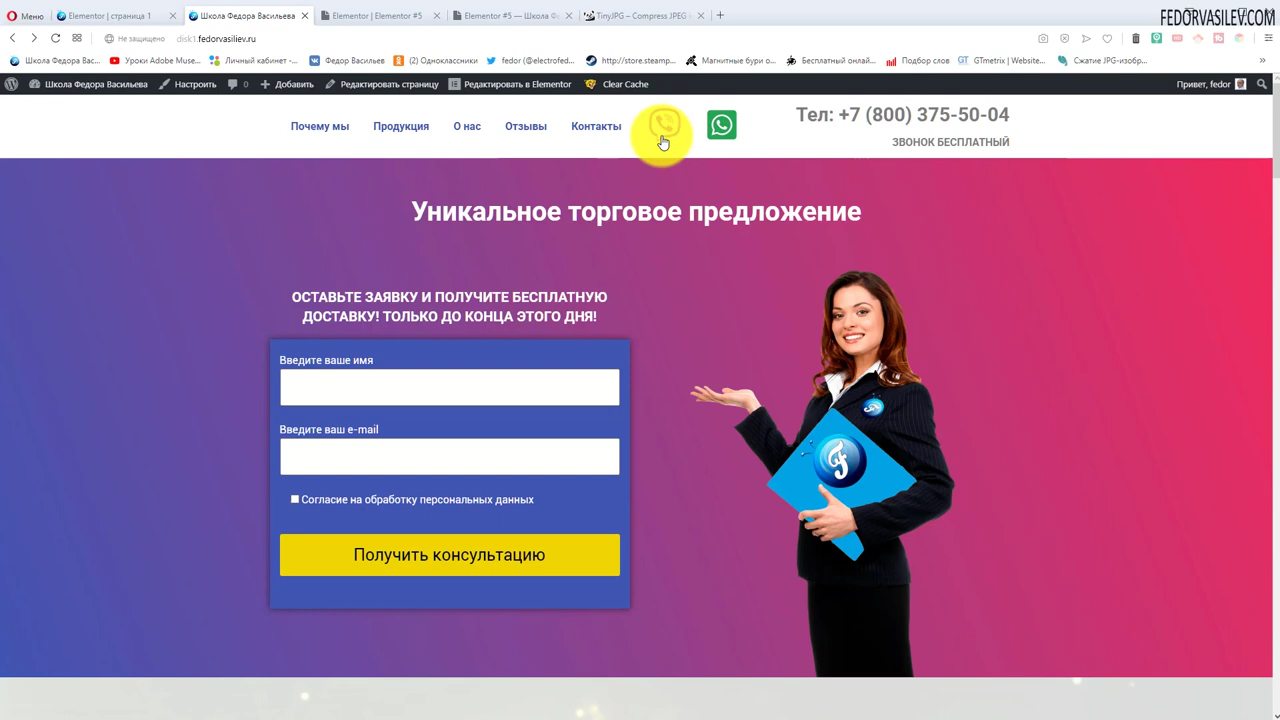 FEDORVASILEV.COM
Меню
Elementor | страница 1
Школа Федора Васильева
Elementor | Elementor #5
Elementor #5 — Школа Ф
TinyJPG – Compress JPEG
Не защищено
disk1.fedorvasiliev.ru
Школа Федора Вас...
Уроки Adobe Muse...
Личный кабинет -...
Федор Васильев
(2) Одноклассники
fedor (@electrofed...
http://store.steamp...
Магнитные бури о...
Бесплатный онлай...
Подбор слов
GTmetrix | Website...
Сжатие JPG-изобр...
Школа Федора Васильева
Настроить
0
Добавить
Редактировать страницу
Редактировать в Elementor
Clear Cache
Привет, fedor
Почему мы
Продукция
О нас
Отзывы
Контакты
Тел: +7 (800) 375-50-04
ЗВОНОК БЕСПЛАТНЫЙ
Уникальное торговое предложение
ОСТАВЬТЕ ЗАЯВКУ И ПОЛУЧИТЕ БЕСПЛАТНУЮ
ДОСТАВКУ! ТОЛЬКО ДО КОНЦА ЭТОГО ДНЯ!
Введите ваше имя
Введите ваш e-mail
Согласие на обработку персональных данных
Получить консультацию